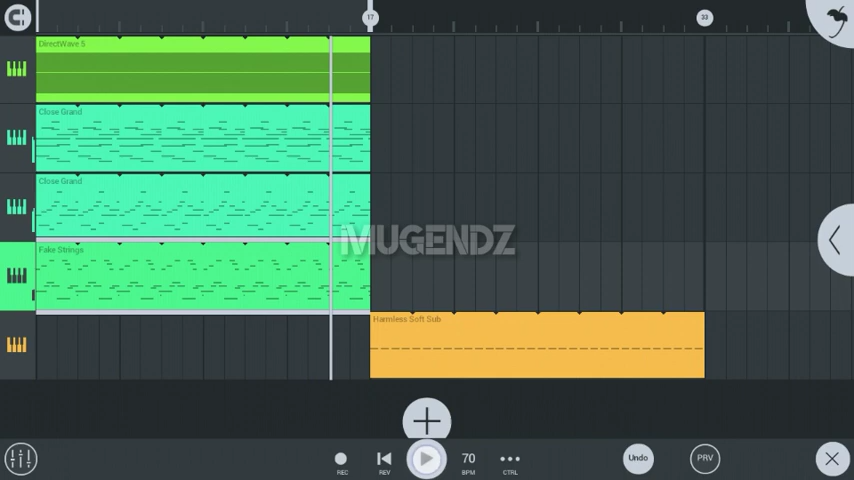 17
33
DirectWave 5
Close Grand
Close Grand
MUGENDZ
Fake Strings
Harmless Soft Sub
70
REC
REV
BPM
CTRL
Undo
PRV